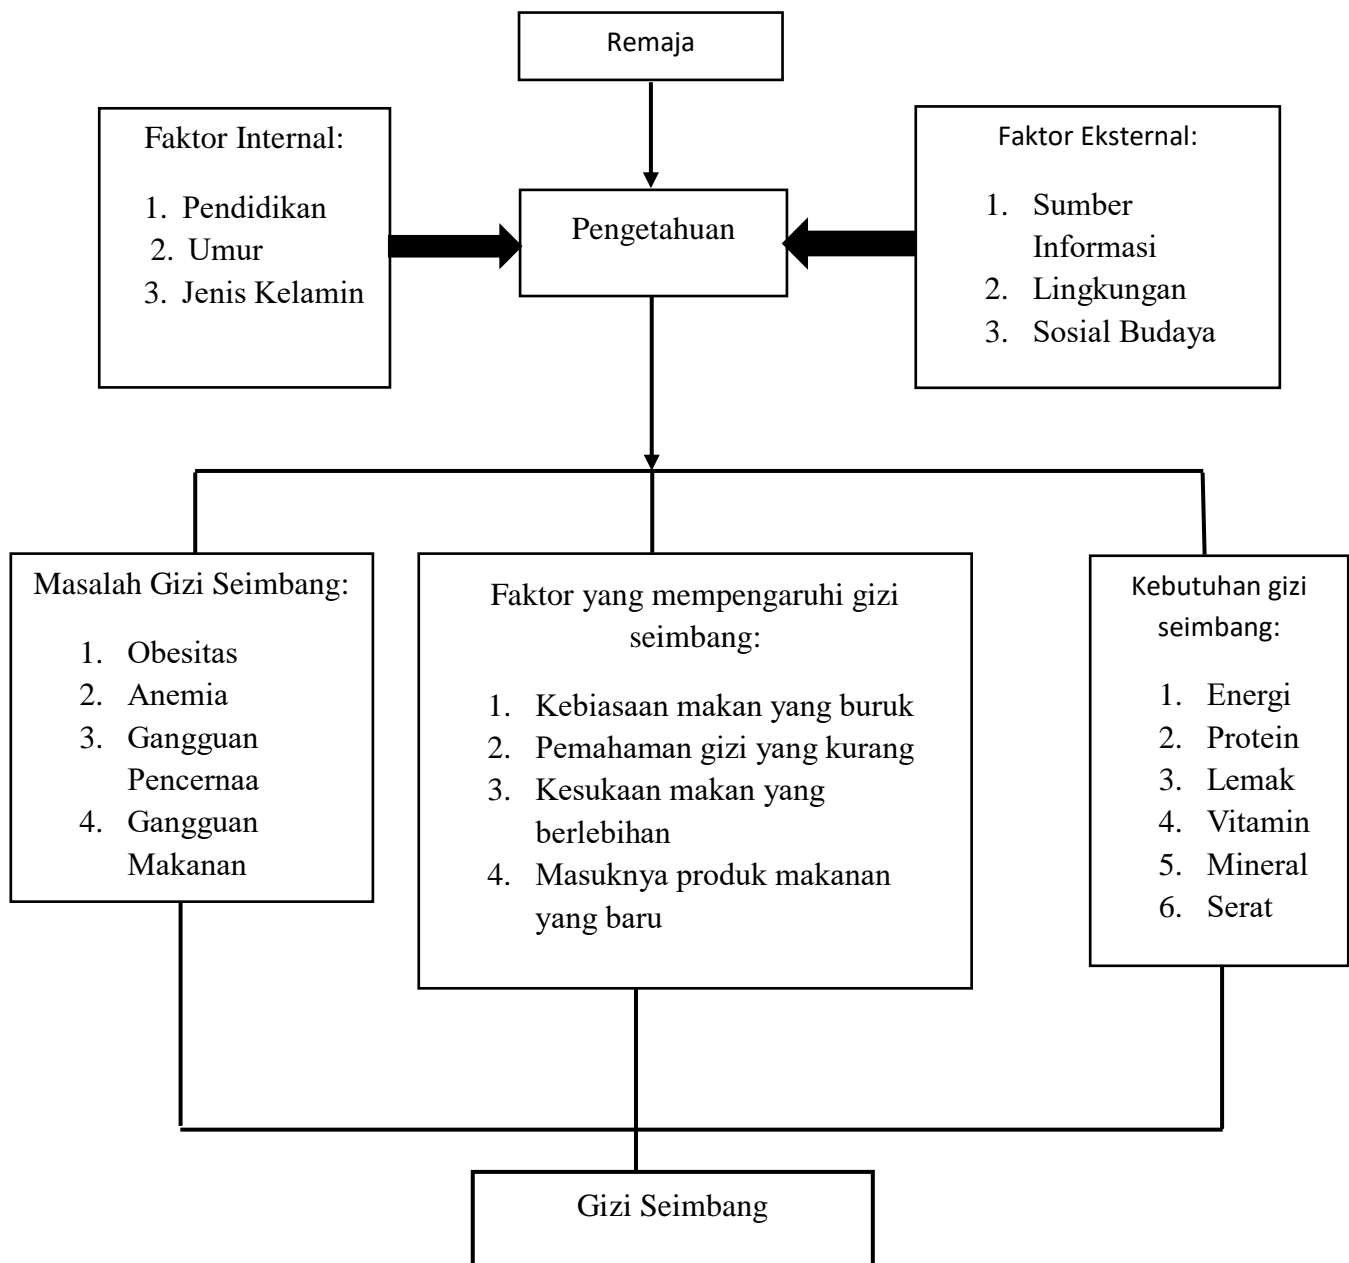 Remaja
Faktor Internal:
1. Pendidikan
2. Umur
3. Jenis Kelamin
Pengetahuan
Faktor Eksternal:
1. Sumber
Informasi
2. Lingkungan
3. Sosial Budaya
Masalah Gizi Seimbang:
1. Obesitas
2. Anemia
3. Gangguan
Pencernaa
4. Gangguan
Makanan
Faktor yang mempengaruhi gizi
seimbang:
1. Kebiasaan makan yang buruk
2. Pemahaman gizi yang kurang
3. Kesukaan makan yang
berlebihan
4. Masuknya produk makanan
yang baru
Kebutuhan gizi
seimbang:
1. Energi
2. Protein
3. Lemak
4. Vitamin
5. Mineral
6. Serat
Gizi Seimbang